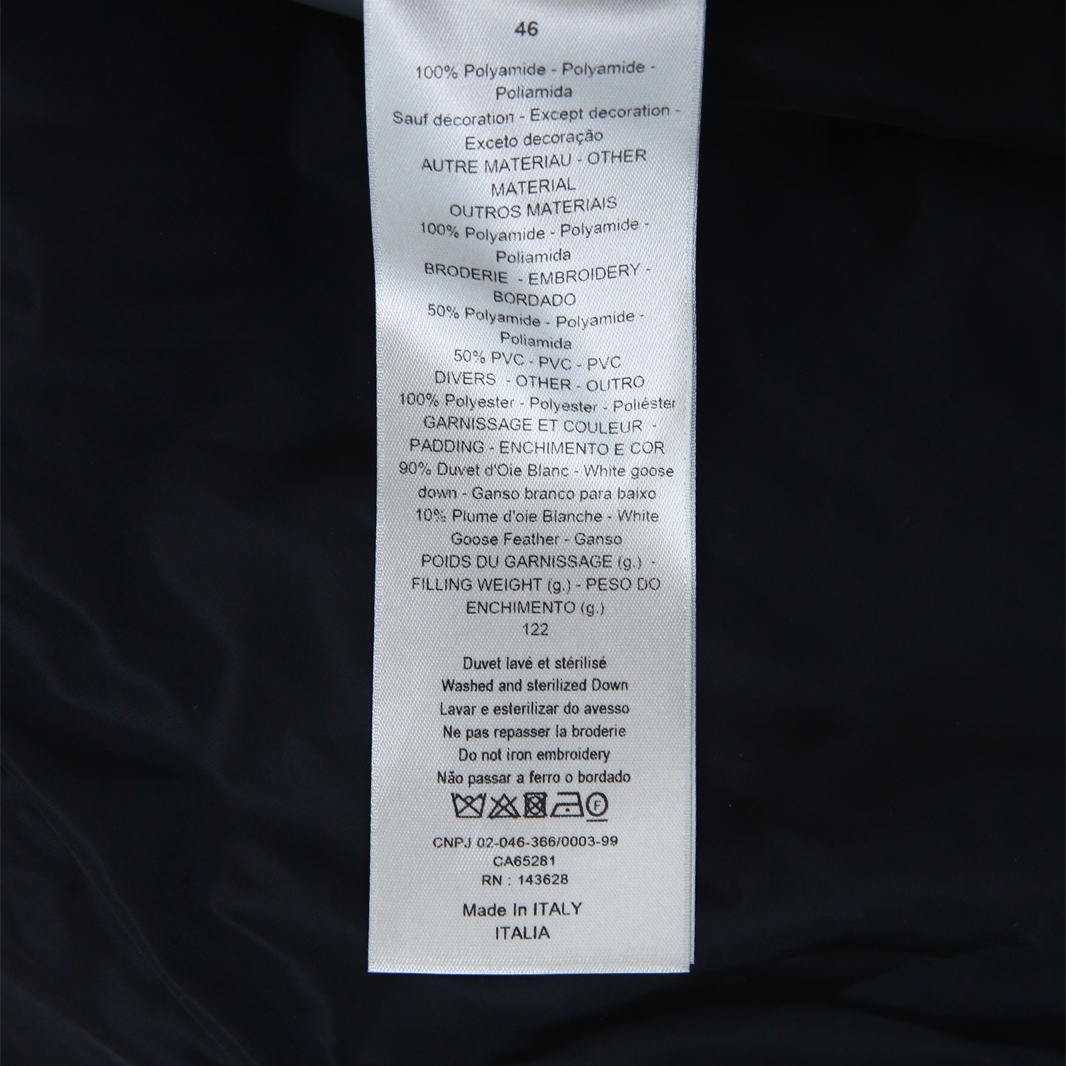 46
100% Polyamide - Polyamide -
Poliamida
Sauf décoration - Except decoration -
Exceto decoração
AUTRE MATERIAU - OTHER
MATERIAL
OUTROS MATERIAIS
100% Polyamide - Polyamide -
Poliamida
BRODERIE - EMBROIDERY -
BORDADO
50% Polyamide - Polyamide -
Poliamida
50% PVC - PVC - PVC
DIVERS - OTHER - OUTRO
100% Polyester - Polyester - Poliéster
GARNISSAGE ET COULEUR -
PADDING - ENCHIMENTO E COR
90% Duvet d'Oie Blanc - White goose
down - Ganso branco para baixo
10% Plume d'oie Blanche - White
Goose Feather - Ganso
POIDS DU GARNISSAGE (g.) -
FILLING WEIGHT (g.) - PESO DO
ENCHIMENTO (g.)
122
Duvet lavé et stérilisé
Washed and sterilized Down
Lavar e esterilizar do avesso
Ne pas repasser la broderie
Do not iron embroidery
Não passar a ferro o bordado
F
CNPJ 02-046-366/0003-99
CA65281
RN : 143628
Made In ITALY
ITALIA